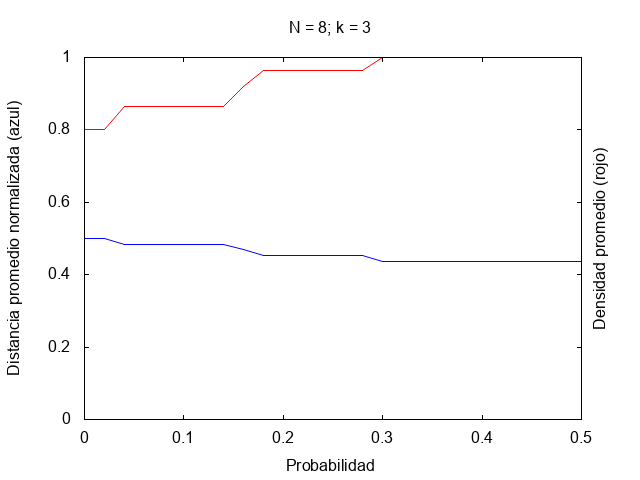 N = 8; k = 3
Distancia promedio normalizada (azul)
1
0.8
0.6
0.4
0.2
0
Densidad promedio (rojo)
0 0.1 0.2 0.3 0.4 0.5
Probabilidad